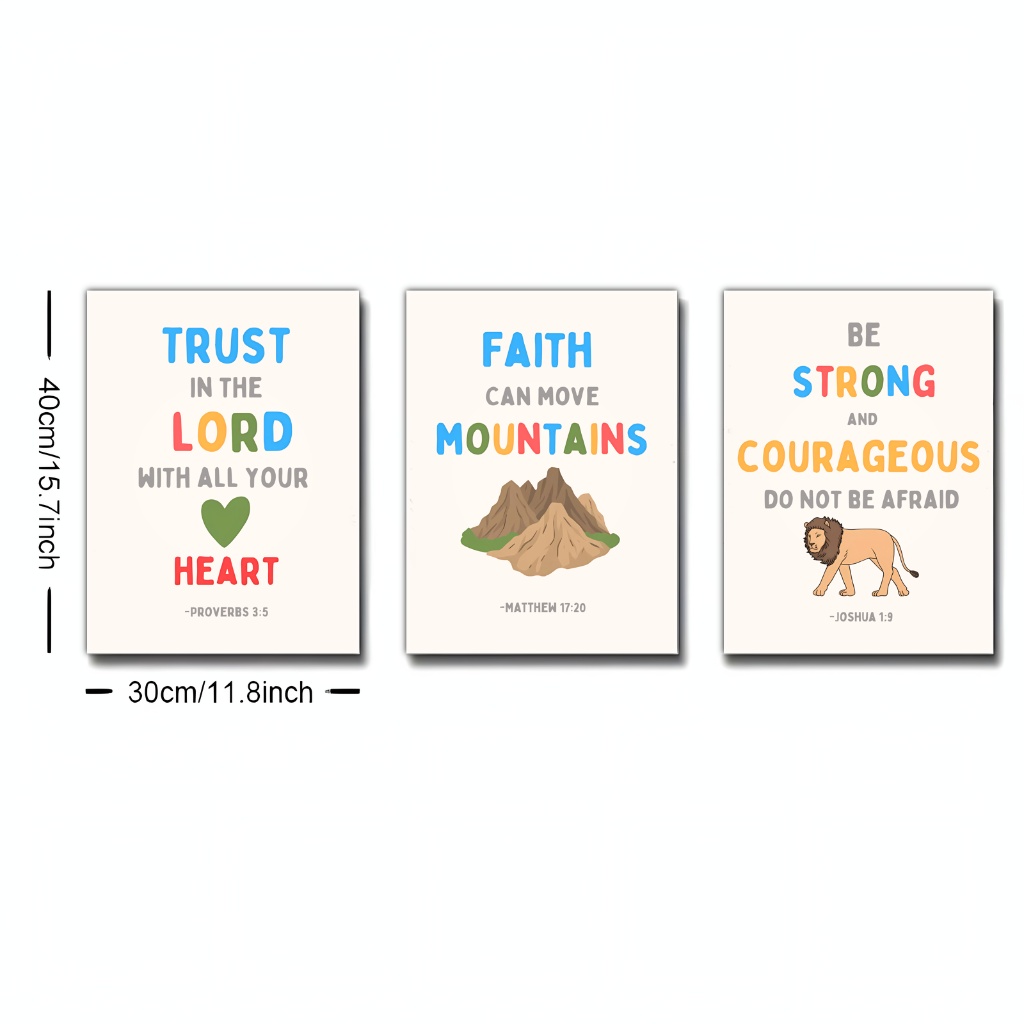 40cm/15.7inch
TRUST
IN THE
LORD
WITH ALL YOUR
HEART
-PROVERBS 3:5
30cm/11.8inch
FAITH
CAN MOVE
MOUNTAINS
-MATTHEW 17:20
BE
STRONG
AND
COURAGEOUS
DO NOT BE AFRAID
-JOSHUA 1:9